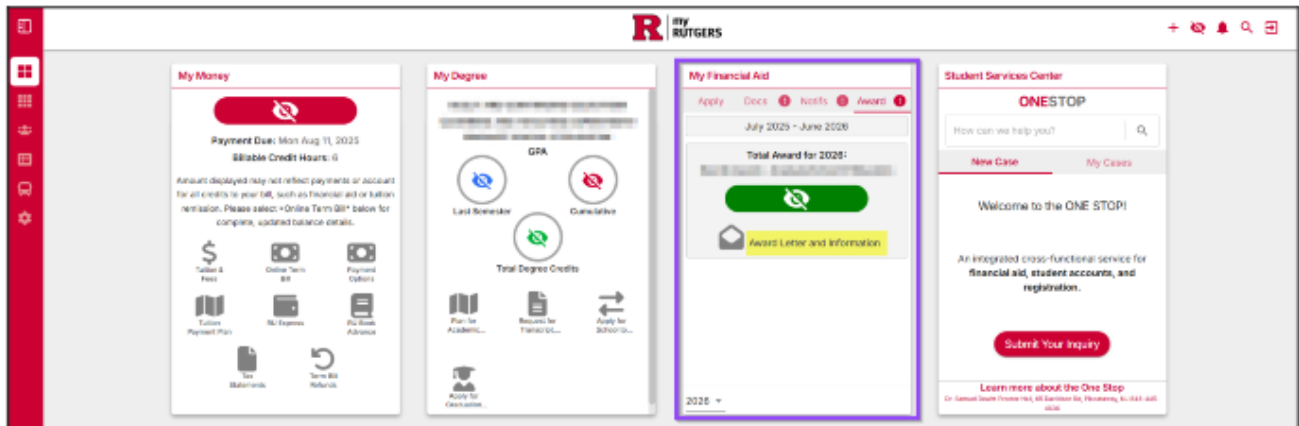 R my RUTGERS
My Money
Payment Due: Mon Aug 11, 2025
Billable Credit Hours: 6
Amount displayed may not reflect payments or account
for all credits to your bill, such as financial aid or tuition
remission. Please select "Online Term Bill" below for
complete, updated balance details.
Tuition & Fees
Online Term Bill
Payment Options
Tuition Payment Plan
RU Express
RU Book Advance
Tax Statements
Term Bill Refunds
My Degree
GPA
Last Semester
Cumulative
Total Degree Credits
Plan for Academic...
Request for Transcript...
Apply for School to...
Apply for Graduation...
My Financial Aid
Apply Docs Notifs Award
July 2025 - June 2026
Total Award for 2026:
Award Letter and Information
2026
Student Services Center
ONESTOP
How can we help you?
New Case My Cases
Welcome to the ONE STOP!
An integrated cross-functional service for
financial aid, student accounts, and
registration.
Submit Your Inquiry
Learn more about the One Stop